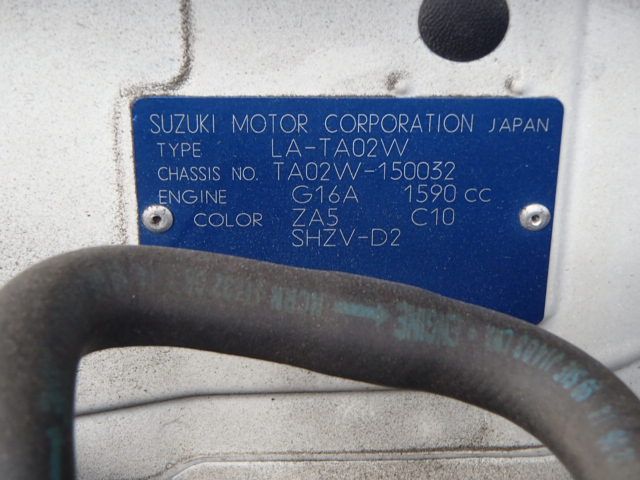 SUZUKI MOTOR CORPORATION JAPAN
TYPE LA-TA02W
CHASSIS NO. TA02W-150032
ENGINE G16A 1590 cc
COLOR ZA5 C10
SHZV-D2
ENGINE